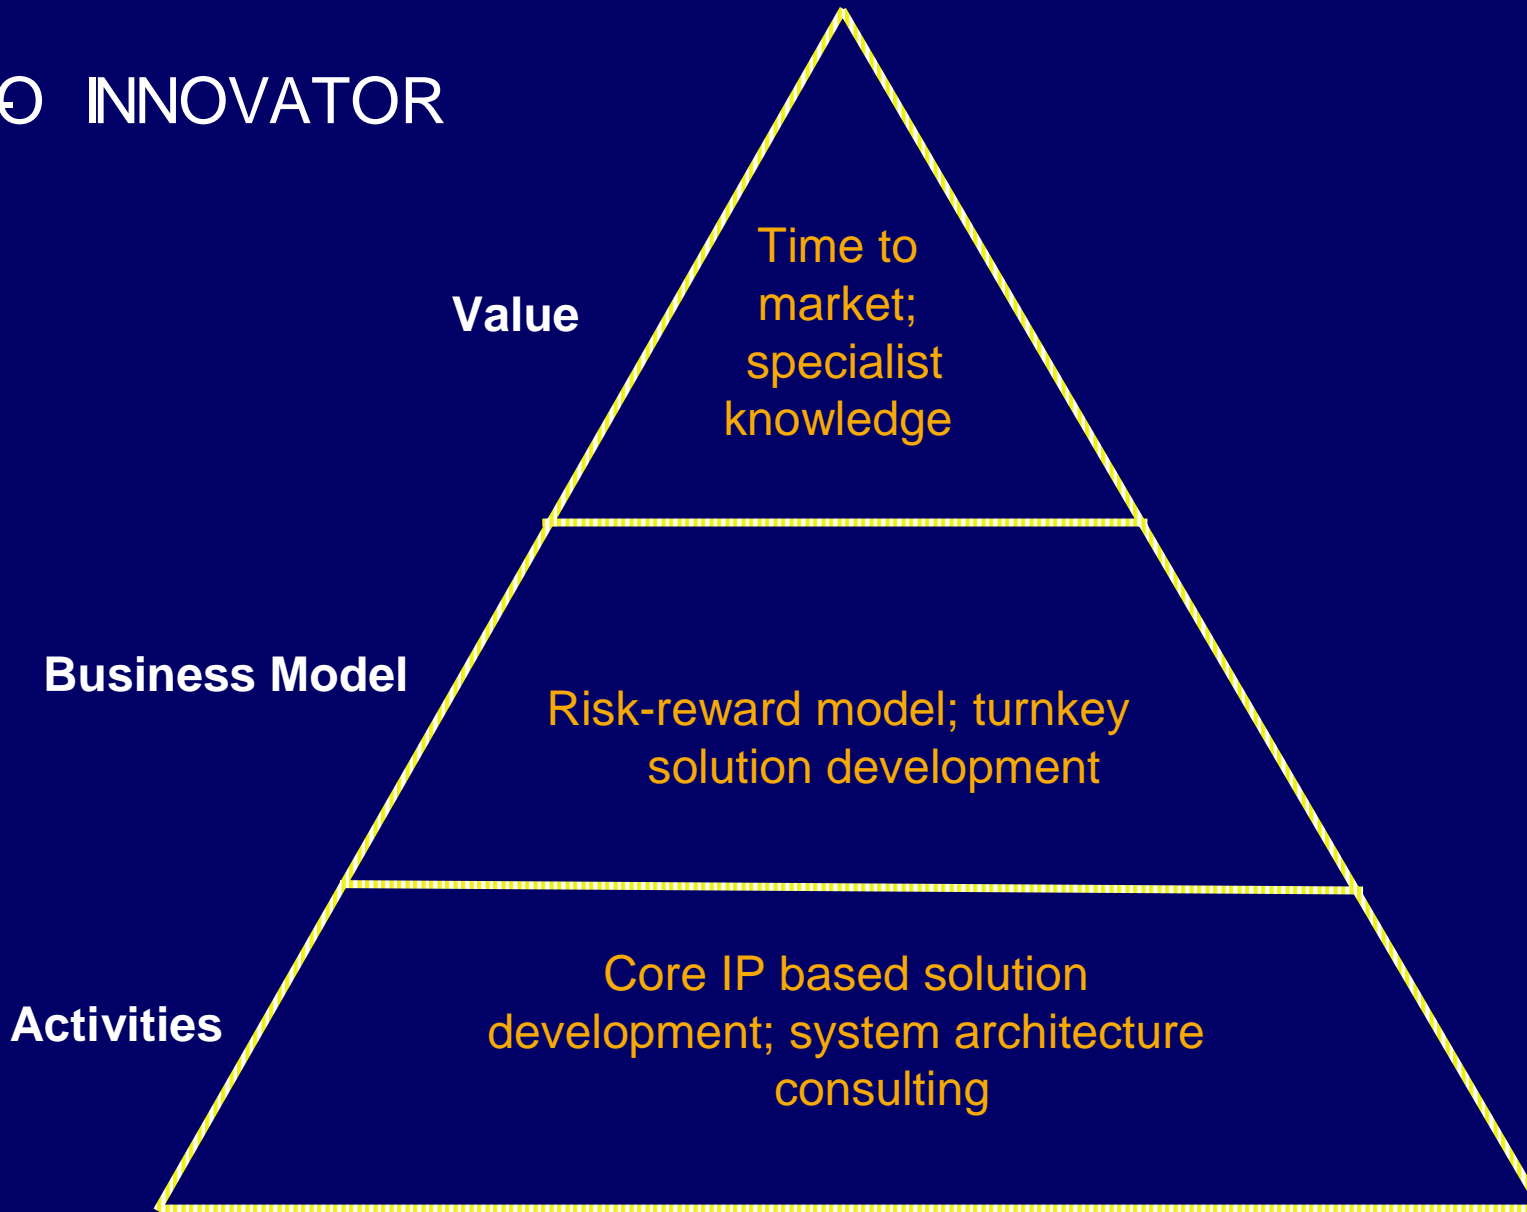 INNOVATOR
Time to
market;
specialist
knowledge
Value
Business Model
Risk-reward model; turnkey
solution development
Core IP based solution
development; system architecture
consulting
Activities